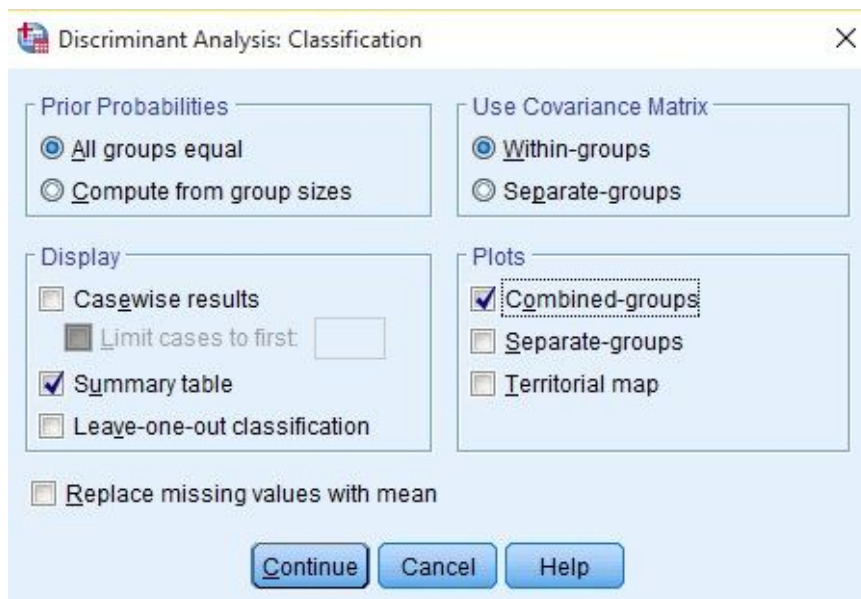 Discriminant Analysis: Classification
Prior Probabilities
All groups equal
Compute from group sizes
Use Covariance Matrix
Within-groups
Separate-groups
Display
Casewise results
Limit cases to first:
Summary table
Leave-one-out classification
Plots
Combined-groups
Separate-groups
Territorial map
Replace missing values with mean
Continue
Cancel
Help